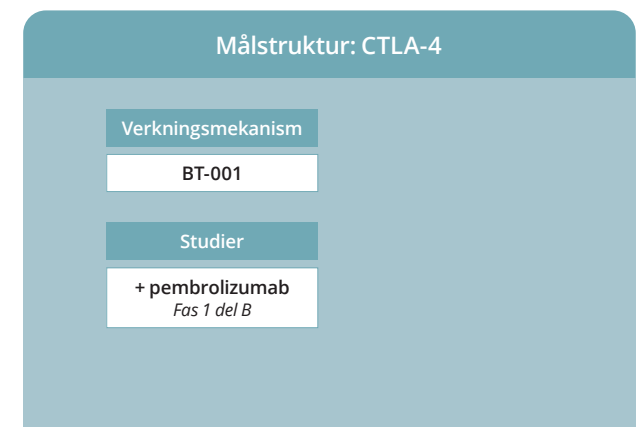 Målstruktur: CTLA-4
Verkningsmekanism
BT-001
Studier
+ pembrolizumab
Fas 1 del B